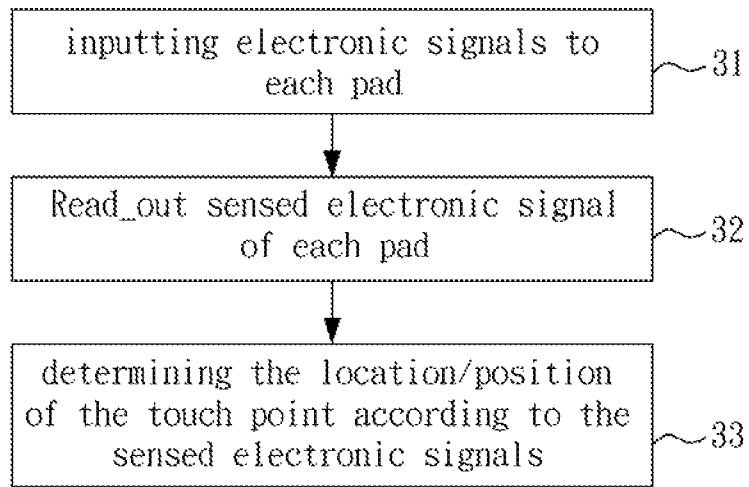 inputting electronic signals to
each pad
31
Read_out sensed electronic signal
of each pad
32
determining the location/position
of the touch point according to the
sensed electronic signals
33